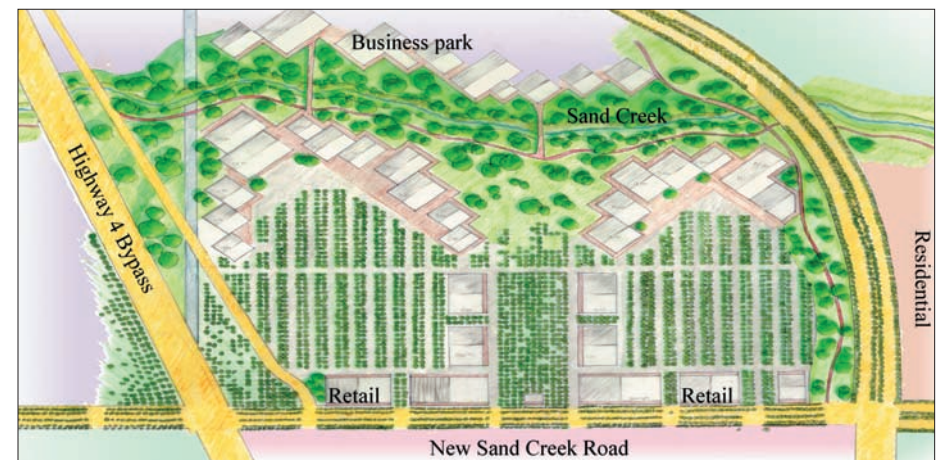 Business park
Sand Creek
Highway 4 Bypass
Residential
Retail
Retail
New Sand Creek Road